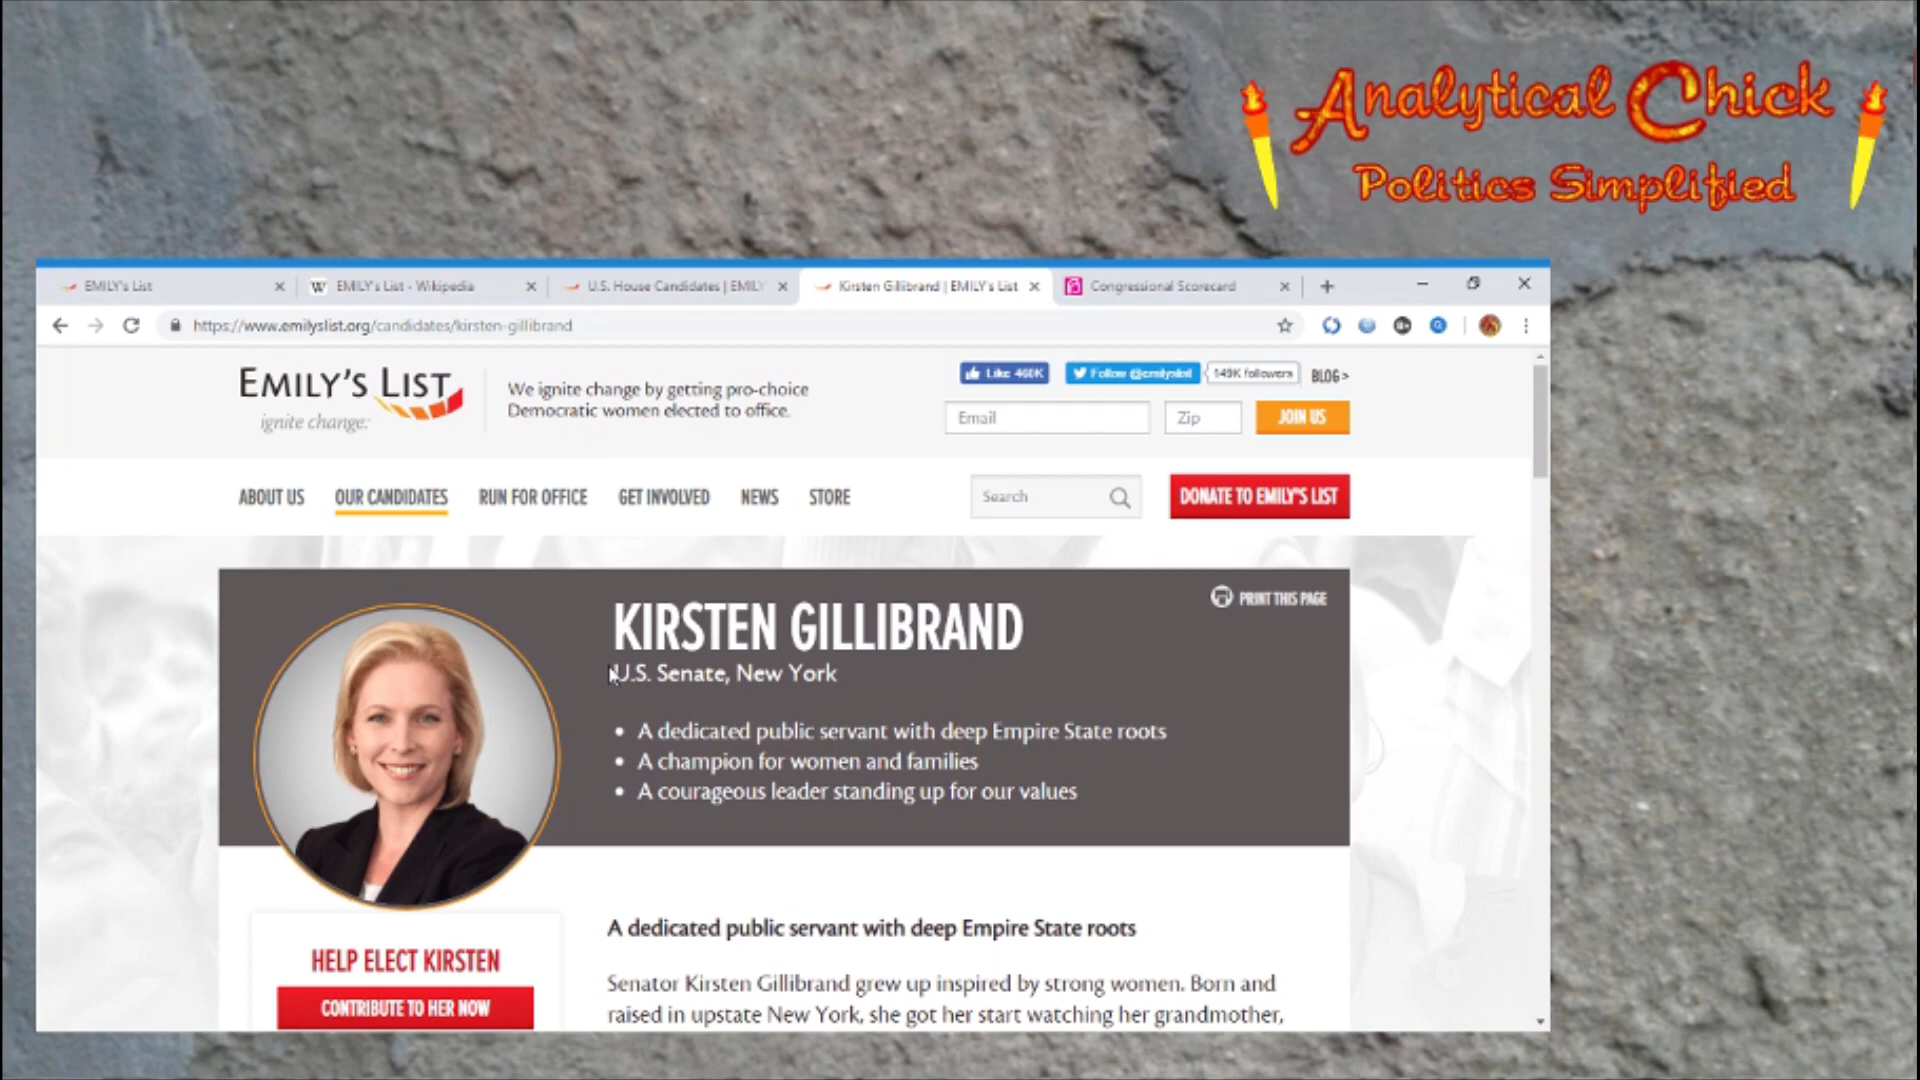 Analytical Chick
Politics Simplified
EMILY's List
W EMILY's List - Wikipedia
U.S. House Candidates | EMILY'
Kirsten Gillibrand | EMILY's List
Congressional Scorecard
https://www.emilyslist.org/candidates/kirsten-gillibrand
EMILY'S LIST
ignite change.™
We ignite change by getting pro-choice
Democratic women elected to office.
Like 460K
Follow @emilyslist
149K followers
BLOG >
Email
Zip
JOIN US
ABOUT US
OUR CANDIDATES
RUN FOR OFFICE
GET INVOLVED
NEWS
STORE
Search
DONATE TO EMILY'S LIST
PRINT THIS PAGE
KIRSTEN GILLIBRAND
U.S. Senate, New York
• A dedicated public servant with deep Empire State roots
• A champion for women and families
• A courageous leader standing up for our values
HELP ELECT KIRSTEN
CONTRIBUTE TO HER NOW
A dedicated public servant with deep Empire State roots
Senator Kirsten Gillibrand grew up inspired by strong women. Born and
raised in upstate New York, she got her start watching her grandmother,